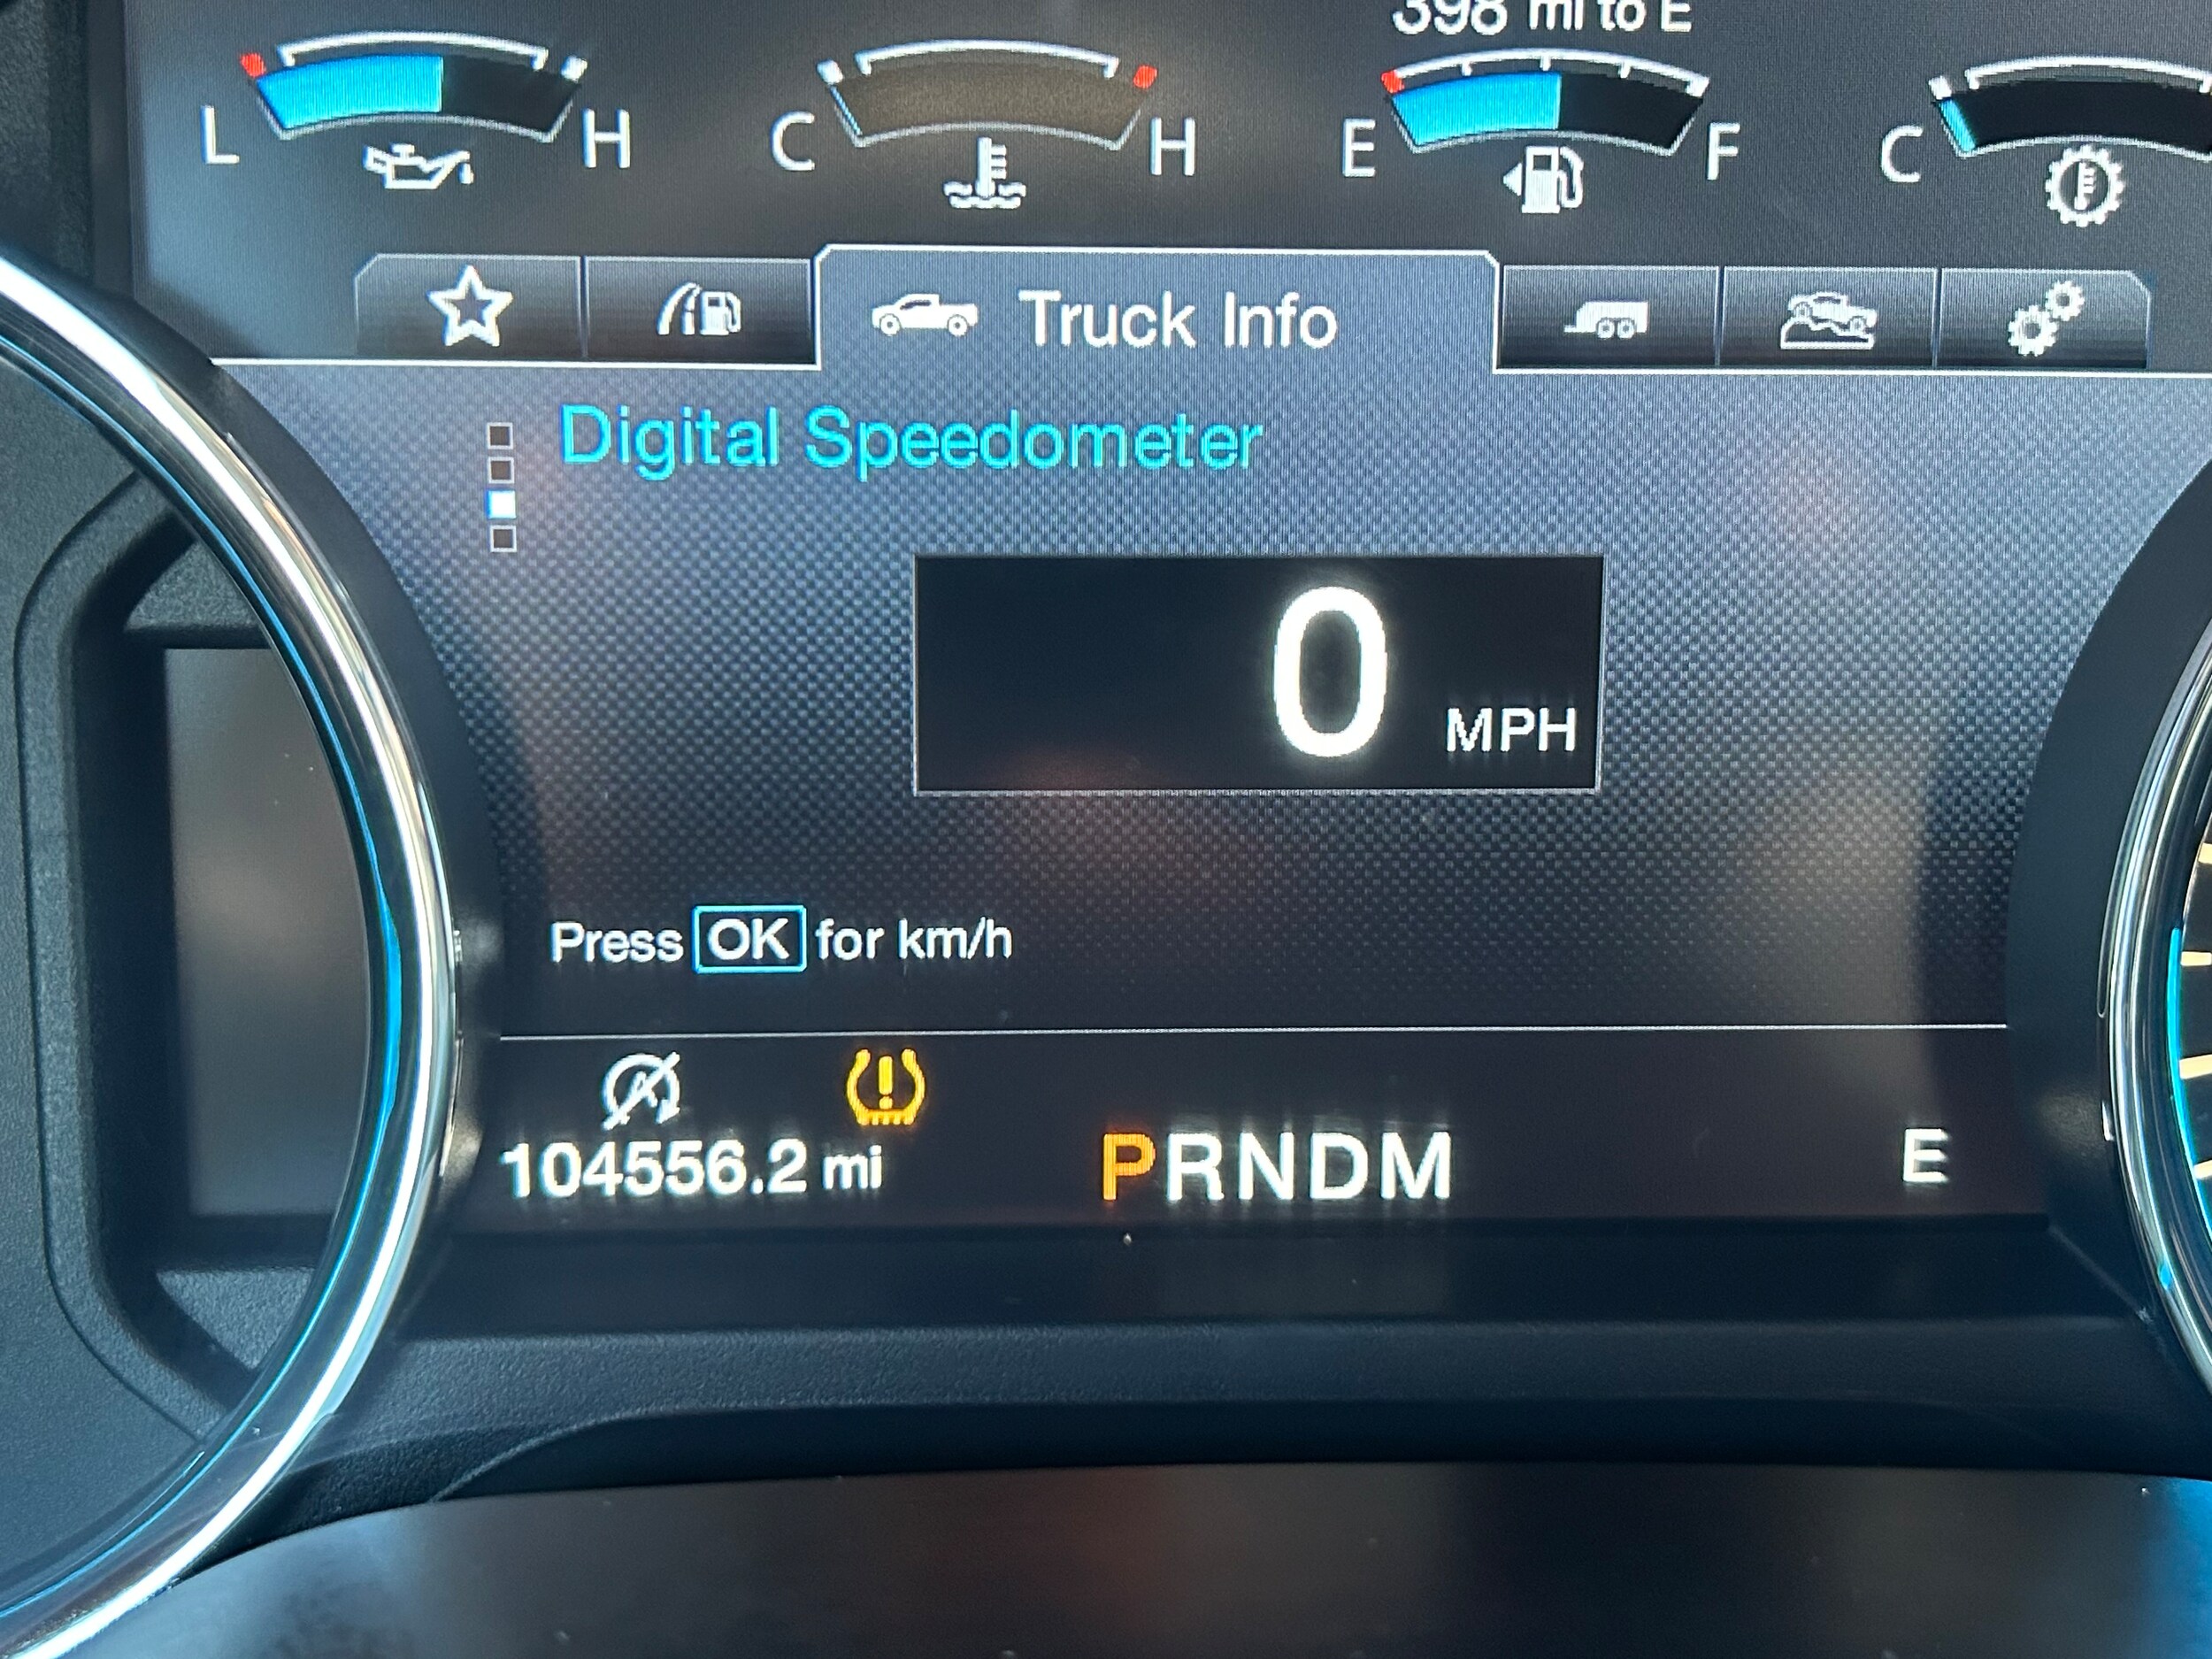 398 mi to E
L H C H E F C
Truck Info
Digital Speedometer
0 MPH
Press OK for km/h
104556.2 mi PRNDM E